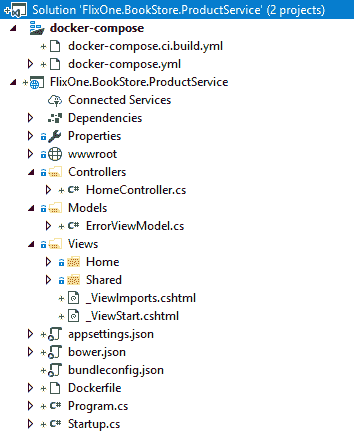 Solution 'FlixOne.BookStore.ProductService' (2 projects)
docker-compose
docker-compose.ci.build.yml
docker-compose.yml
FlixOne.BookStore.ProductService
Connected Services
Dependencies
Properties
wwwroot
Controllers
C# HomeController.cs
Models
C# ErrorViewModel.cs
Views
Home
Shared
_ViewImports.cshtml
_ViewStart.cshtml
appsettings.json
bower.json
bundleconfig.json
Dockerfile
C# Program.cs
C# Startup.cs